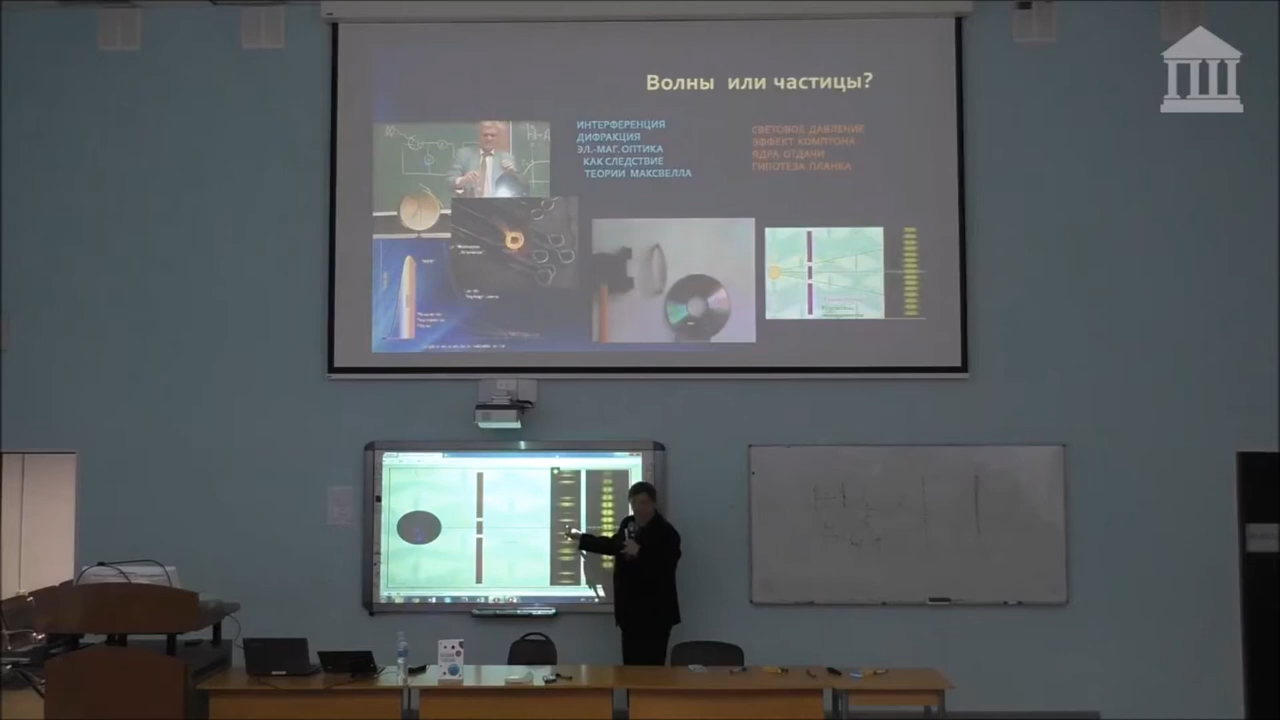 Волны или частицы?
ИНТЕРФЕРЕНЦИЯ
ДИФРАКЦИЯ
ЭЛ.-МАГ. ОПТИКА
КАК СЛЕДСТВИЕ
ТЕОРИИ МАКСВЕЛЛА
СВЕТОВОЕ ДАВЛЕНИЕ
ЭФФЕКТ КОМПТОНА
ЯДРА ОТДАЧИ
ГИПОТЕЗА ПЛАНКА